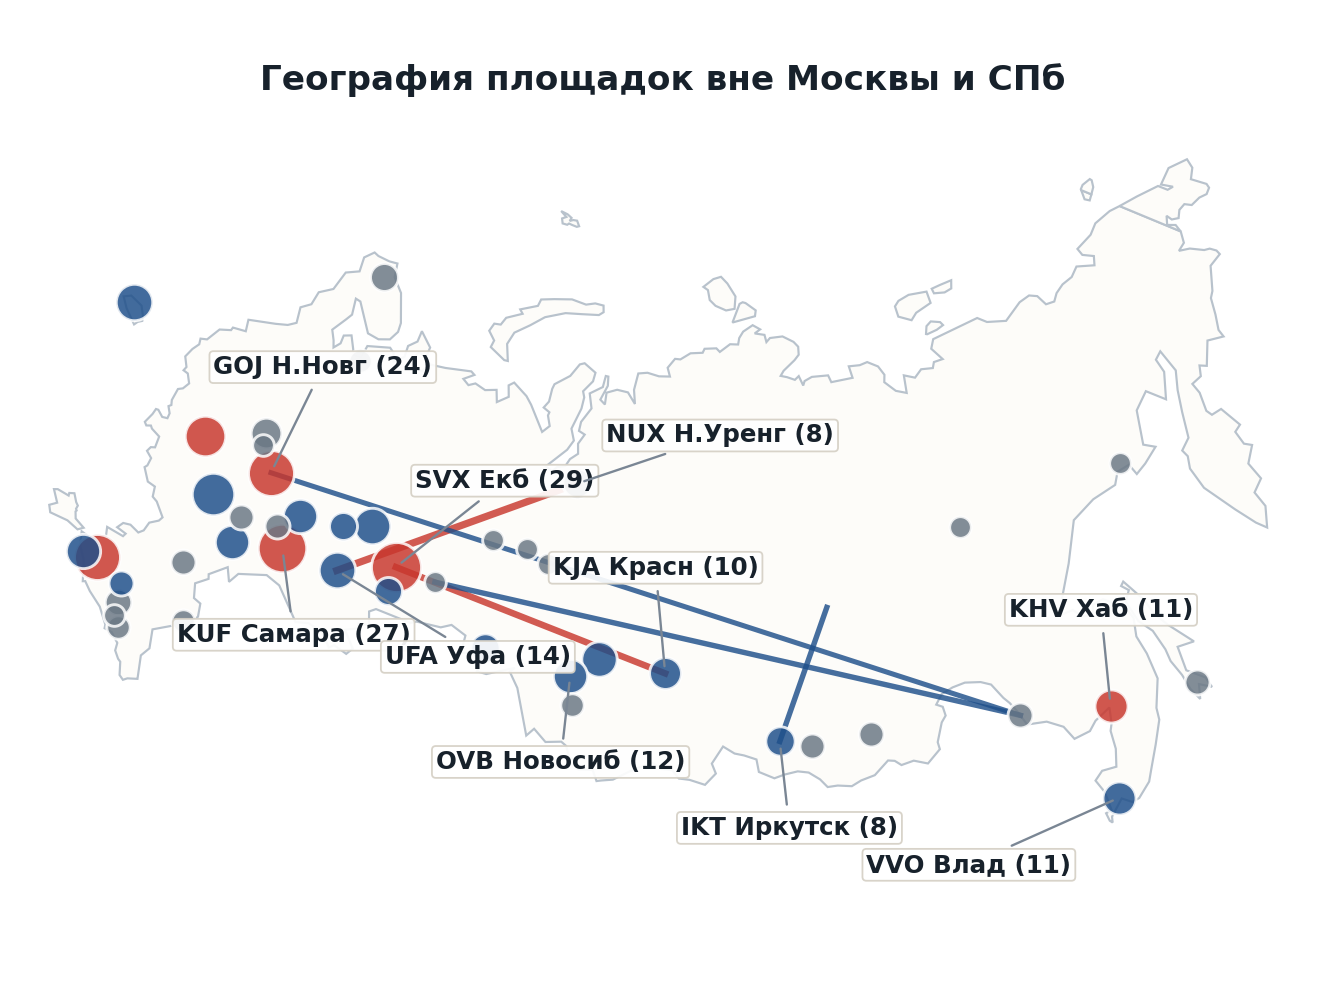 География площадок вне Москвы и СПб
GOJ Н.Новг (24)
NUX Н.Уренг (8)
SVX Екб (29)
KJA Красн (10)
KHV Хаб (11)
KUF Самара (27)
UFA Уфа (14)
OVB Новосиб (12)
IKT Иркутск (8)
VVO Влад (11)